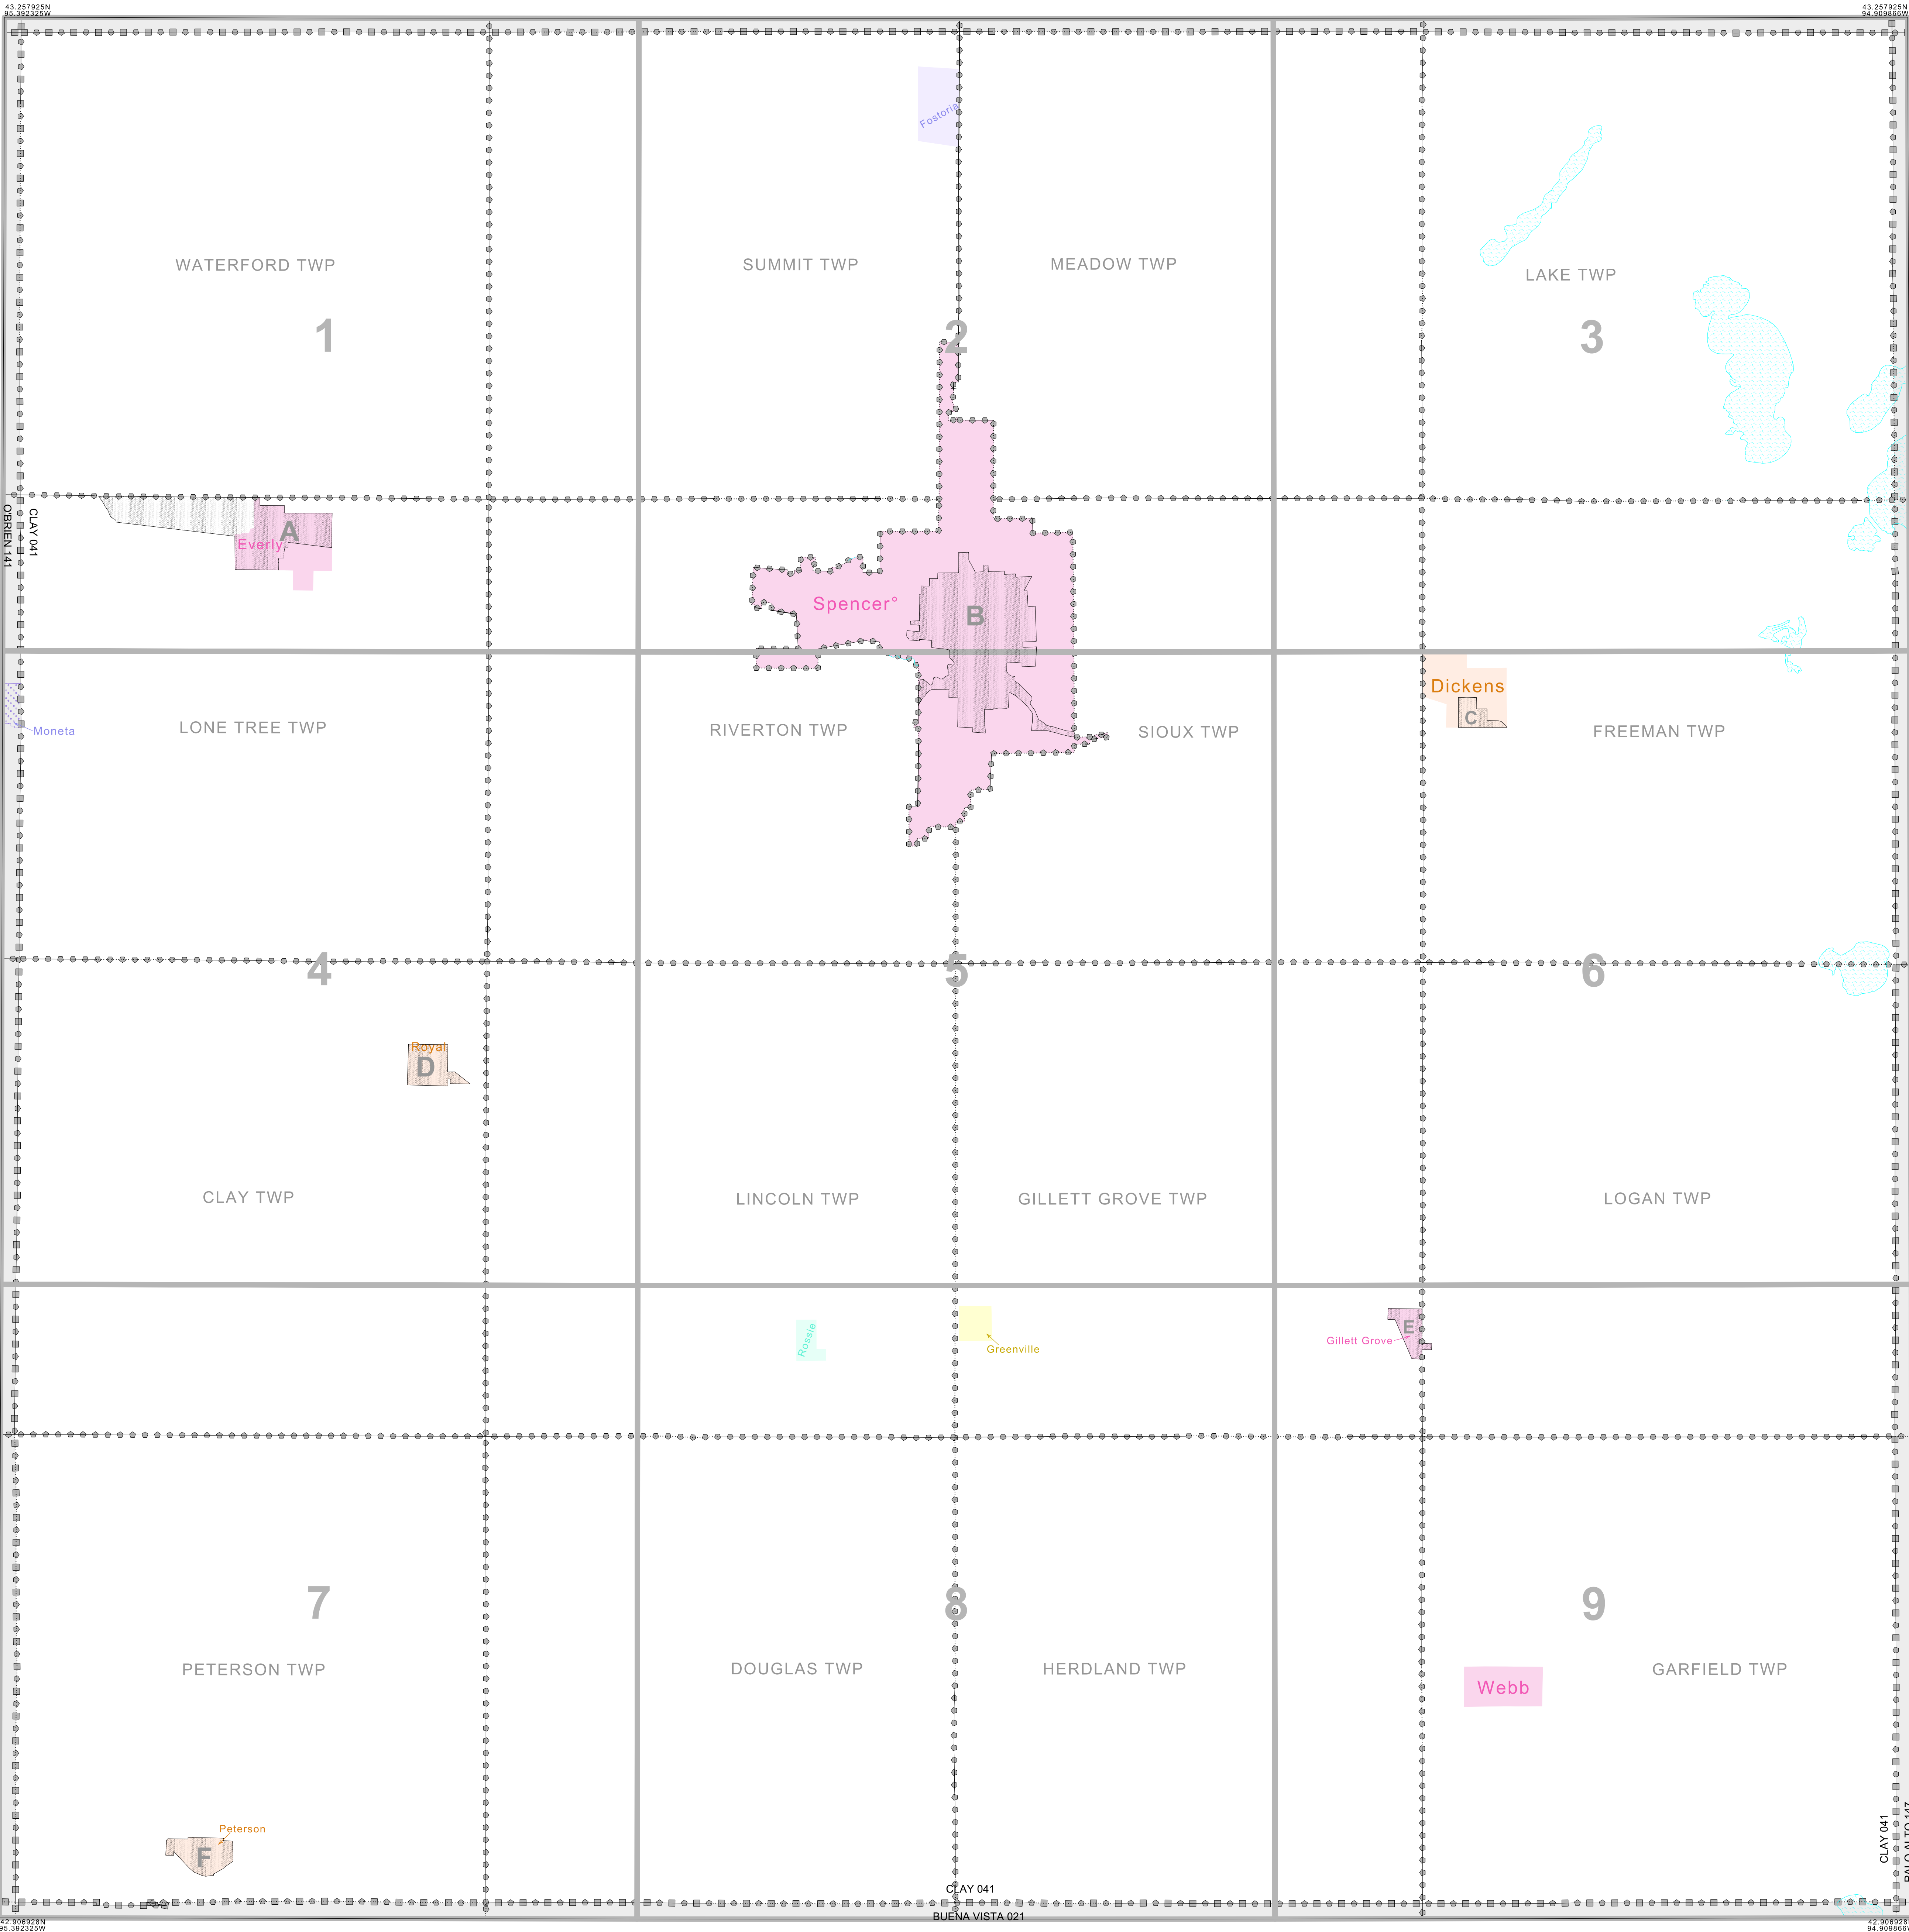 43.257925N
95.392325W
43.257925N
94.909866W
Fostoria
WATERFORD TWP
SUMMIT TWP
MEADOW TWP
LAKE TWP
1
2
3
O'BRIEN 141
CLAY 041
A
Everly
Spencer°
B
Dickens
C
Moneta
LONE TREE TWP
RIVERTON TWP
SIOUX TWP
FREEMAN TWP
4
5
6
Royal
D
CLAY TWP
LINCOLN TWP
GILLETT GROVE TWP
LOGAN TWP
Rossie
Greenville
Gillett Grove
E
7
8
9
PETERSON TWP
DOUGLAS TWP
HERDLAND TWP
GARFIELD TWP
Webb
Peterson
F
CLAY 041
PALO ALTO 147
CLAY 041
BUENA VISTA 021
42.906928N
95.392325W
42.906928N
94.909866W